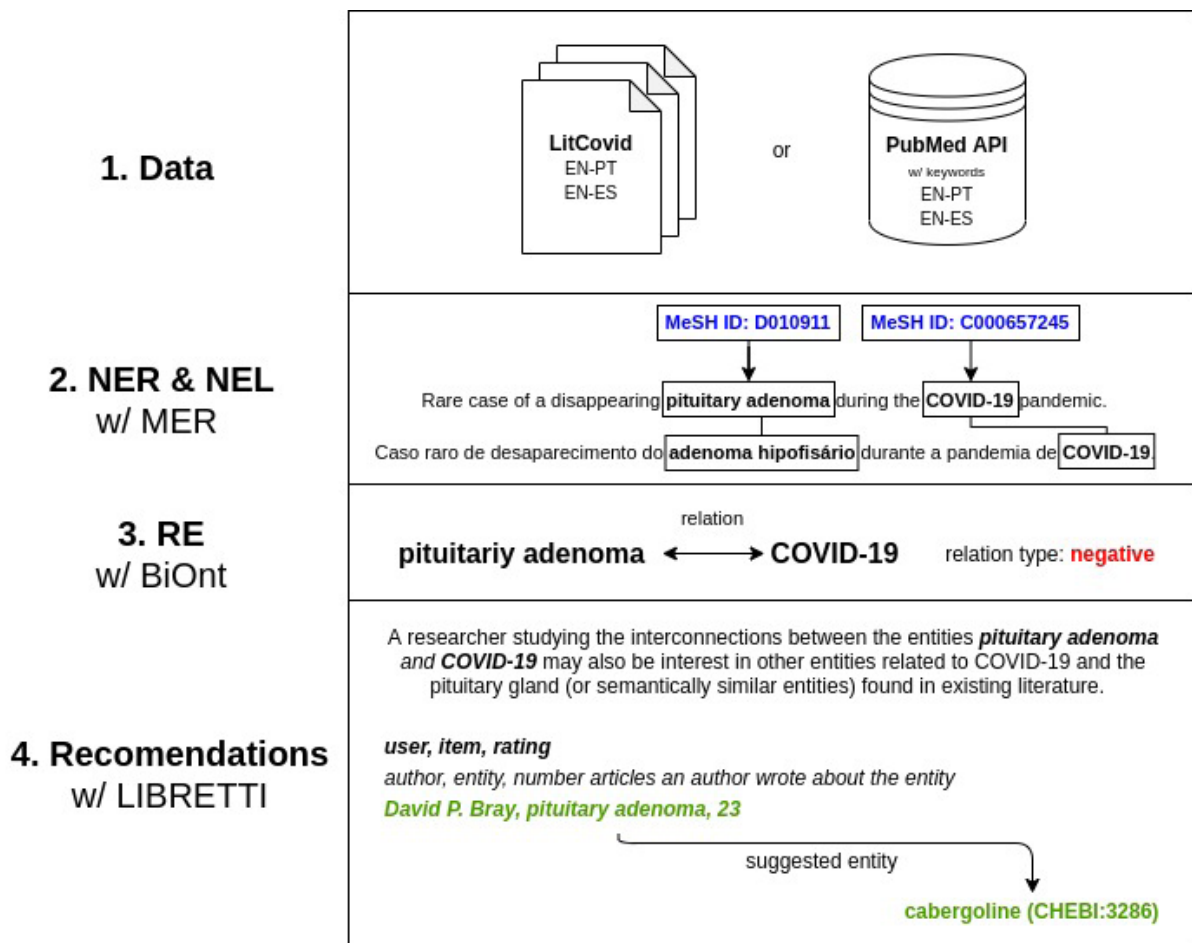 1. Data
LitCovid
EN-PT
EN-ES
or
PubMed API
w/ keywords
EN-PT
EN-ES
2. NER & NEL
w/ MER
MeSH ID: D010911 MeSH ID: C000657245
Rare case of a disappearing pituitary adenoma during the COVID-19 pandemic.
Caso raro de desaparecimento do adenoma hipofisário durante a pandemia de COVID-19.
3. RE
w/ BiOnt
relation
pituitariy adenoma COVID-19 relation type: negative
4. Recomendations
w/ LIBRETTI
A researcher studying the interconnections between the entities pituitary adenoma
and COVID-19 may also be interest in other entities related to COVID-19 and the
pituitary gland (or semantically similar entities) found in existing literature.
user, item, rating
author, entity, number articles an author wrote about the entity
David P. Bray, pituitary adenoma, 23
suggested entity
cabergoline (CHEBI:3286)